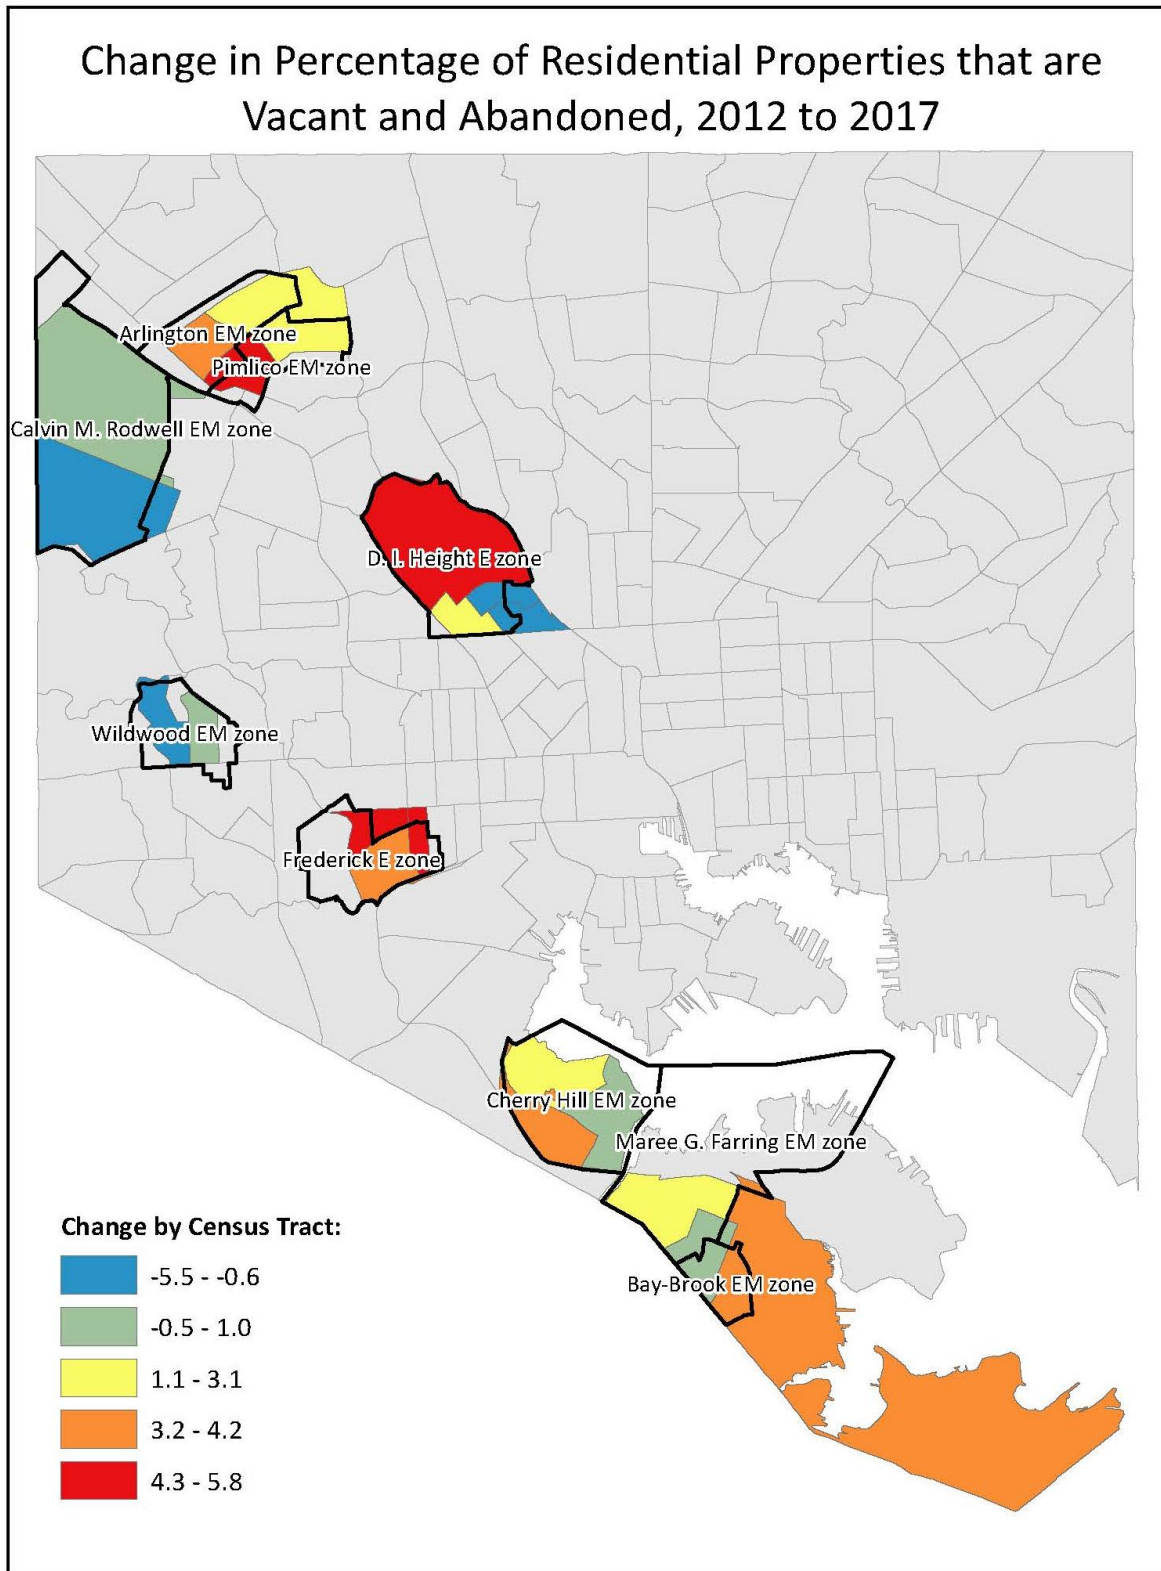 Change in Percentage of Residential Properties that are
Vacant and Abandoned, 2012 to 2017
Arlington EM zone
Pimlico EM zone
Calvin M. Rodwell EM zone
D. I. Height E zone
Wildwood EM zone
Frederick E zone
Cherry Hill EM zone
Maree G. Farring EM zone
Bay-Brook EM zone
Change by Census Tract:
-5.5 - -0.6
-0.5 - 1.0
1.1 - 3.1
3.2 - 4.2
4.3 - 5.8